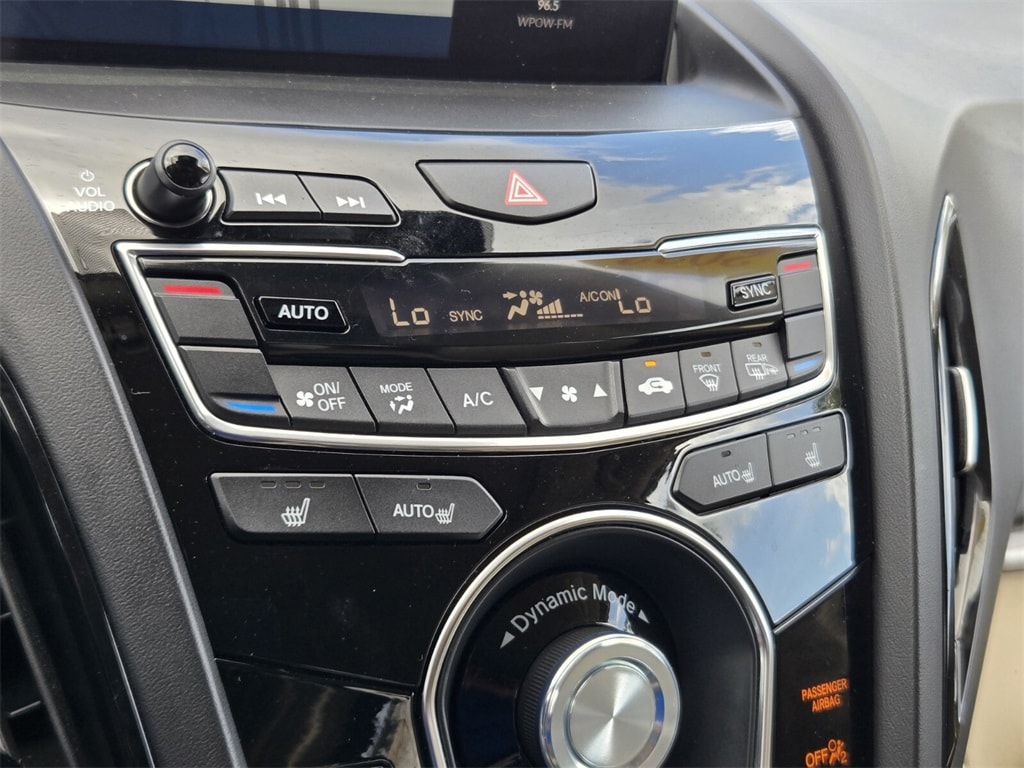 96.5
WPOW-FM
VOL
AUDIO
AUTO
Lo SYNC A/C ON Lo
SYNC
ON/
OFF
MODE
A/C
FRONT
REAR
AUTO
AUTO
Dynamic Mode
PASSENGER
AIRBAG
OFF 2